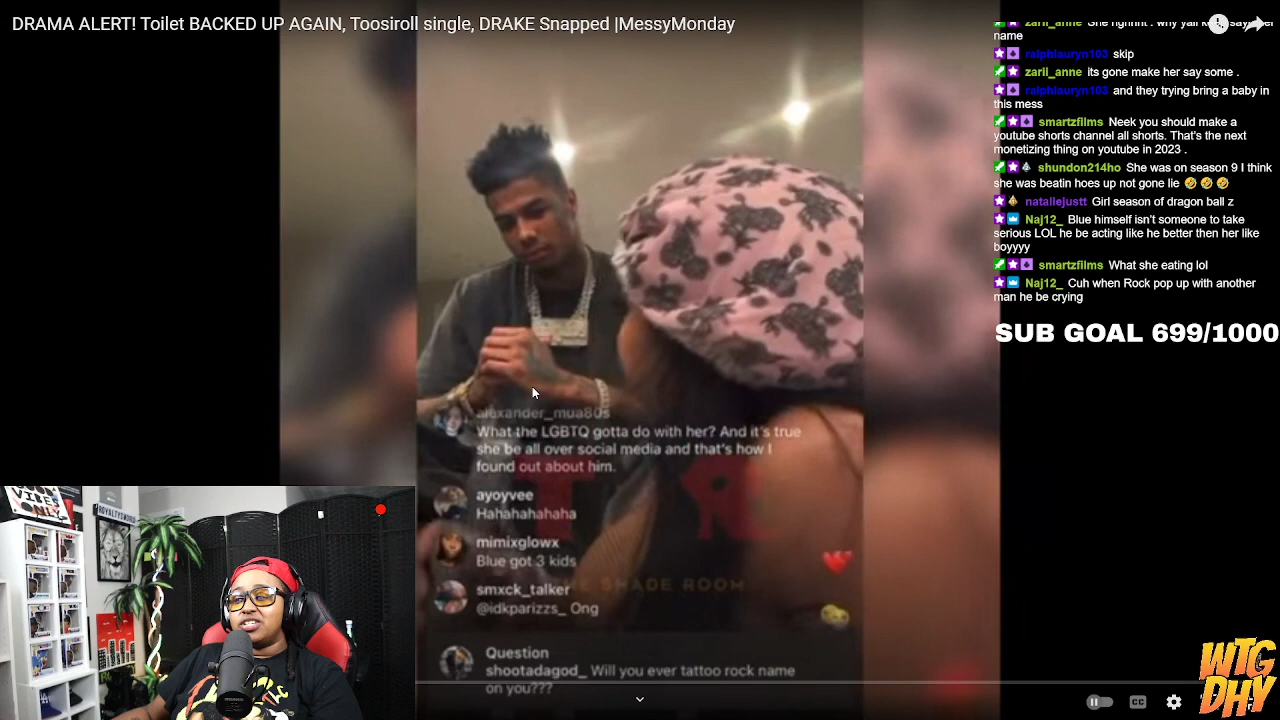 DRAMA ALERT! Toilet BACKED UP AGAIN, Toosiroll single, DRAKE Snapped |MessyMonday
name
ralphlauryn103 skip
zarii_anne its gone make her say some .
ralphlauryn103 and they trying bring a baby in
this mess
smartzfilms Neek you should make a
youtube shorts channel all shorts. That's the next
monetizing thing on youtube in 2023 .
shundon214ho She was on season 9 I think
she was beatin hoes up not gone lie 🤣 🤣 🤣
nataliejustt Girl season of dragon ball z
Naj12_ Blue himself isn't someone to take
serious LOL he be acting like he better then her like
boyyyy
smartzfilms What she eating lol
Naj12_ Cuh when Rock pop up with another
man he be crying
SUB GOAL 699/1000
alexander_mua80s
What the LGBTQ gotta do with her? And it's true
she be all over social media and that's how I
found out about him.
ayoyvee
Hahahahahaha
mimixglowx
Blue got 3 kids
smxck_talker
@idkparizzs_ Ong
SHADE ROOM
Question
shootadagod_ Will you ever tattoo rock name
on you???
VIBES
ONLY
ROYALTYSWORLD
CC
WTG
DHY